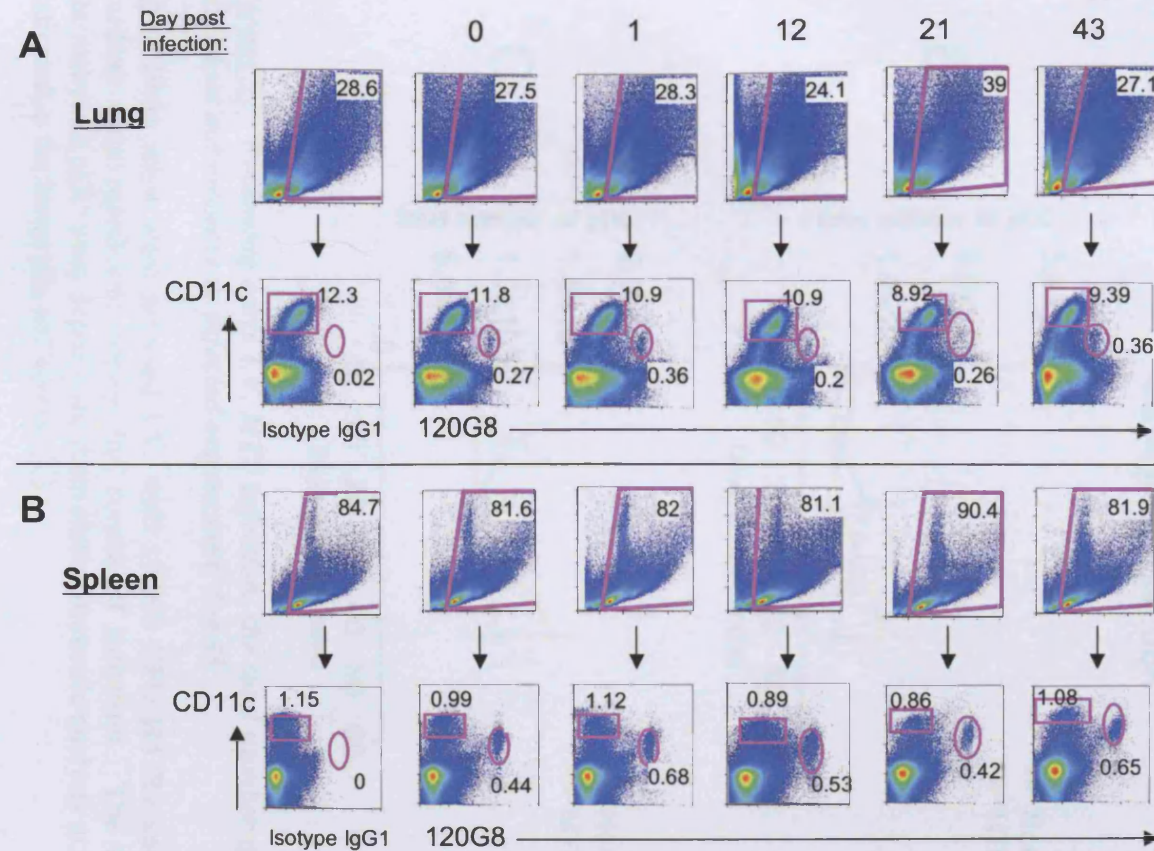 Day post
infection:
0 1 12 21 43
A
Lung
28.6 27.5 28.3 24.1 39 27.1
CD11c
12.3 11.8 10.9 10.9 8.92 9.39
0.02 0.27 0.36 0.2 0.26 0.36
Isotype IgG1 120G8
B
Spleen
84.7 81.6 82 81.1 90.4 81.9
CD11c
1.15 0.99 1.12 0.89 0.86 1.08
0 0.44 0.68 0.53 0.42 0.65
Isotype IgG1 120G8